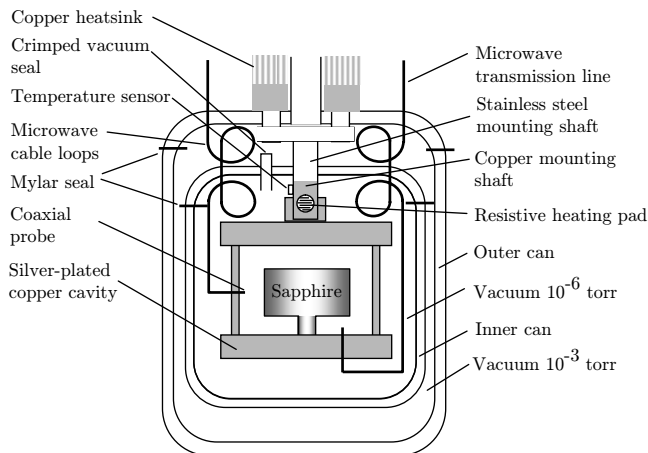 Copper heatsink
Crimped vacuum
seal
Temperature sensor
Microwave
cable loops
Mylar seal
Coaxial
probe
Silver-plated
copper cavity
Sapphire
Microwave
transmission line
Stainless steel
mounting shaft
Copper mounting
shaft
Resistive heating pad
Outer can
Vacuum 10⁻⁶ torr
Inner can
Vacuum 10⁻³ torr